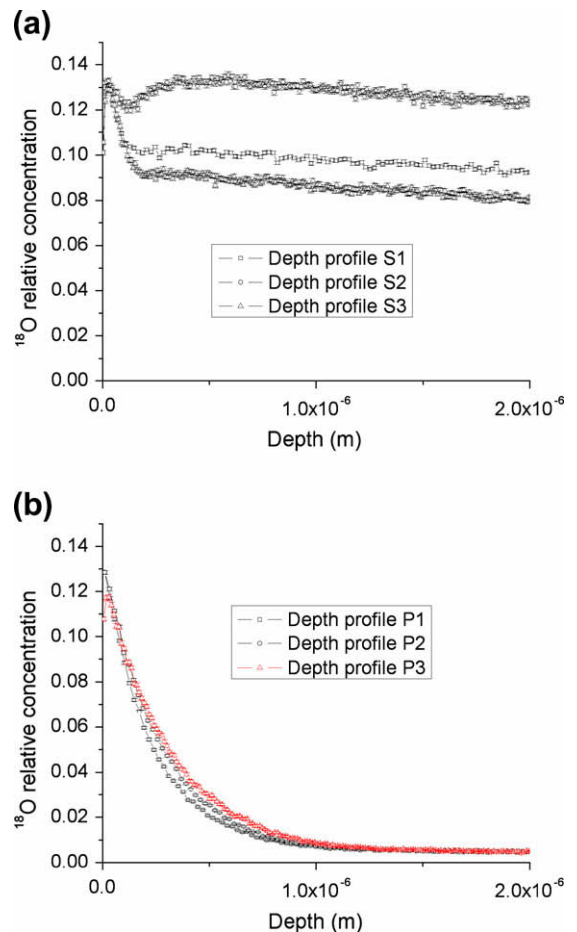 (a)
0.14
0.12
0.10
0.08
0.06
0.04
0.02
0.00
¹⁸O relative concentration
Depth profile S1
Depth profile S2
Depth profile S3
0.0
1.0x10⁻⁶
2.0x10⁻⁶
Depth (m)
(b)
0.14
0.12
0.10
0.08
0.06
0.04
0.02
0.00
¹⁸O relative concentration
Depth profile P1
Depth profile P2
Depth profile P3
0.0
1.0x10⁻⁶
2.0x10⁻⁶
Depth (m)